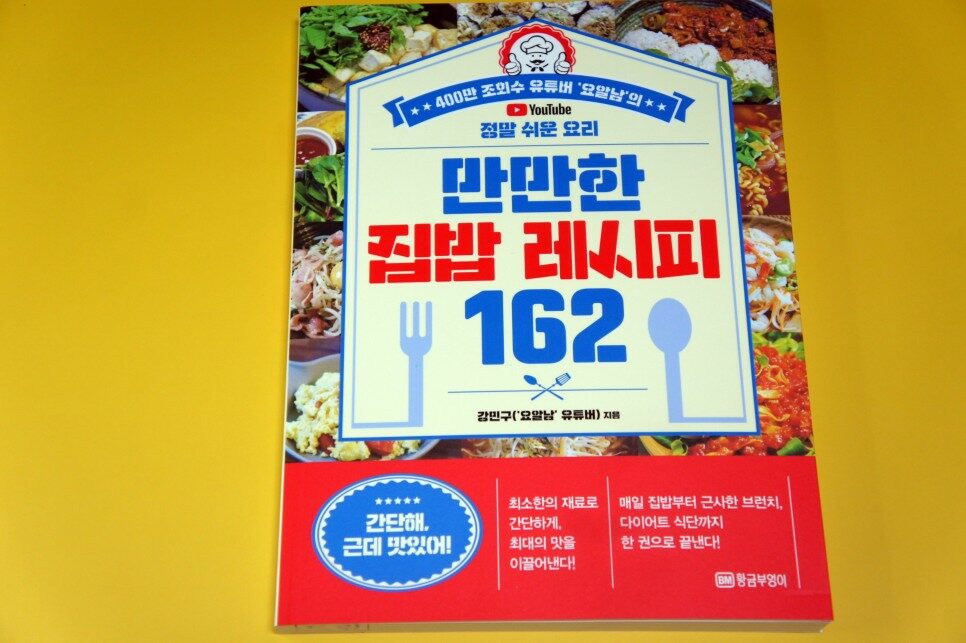 400만 조회수 유튜버 '요알남'의
YouTube
정말 쉬운 요리
만만한
집밥 레시피
162
강민구('요알남' 유튜버) 지음
간단해,
근데 맛있어!
최소한의 재료로
간단하게,
최대의 맛을
이끌어낸다!
매일 집밥부터 근사한 브런치,
다이어트 식단까지
한 권으로 끝낸다!
BM 황금부엉이